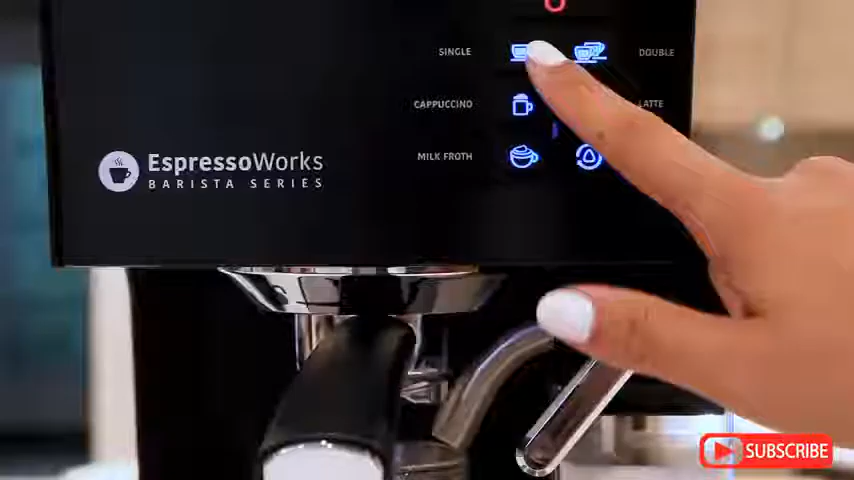 SINGLE
DOUBLE
CAPPUCCINO
LATTE
EspressoWorks
BARISTA SERIES
MILK FROTH
SUBSCRIBE